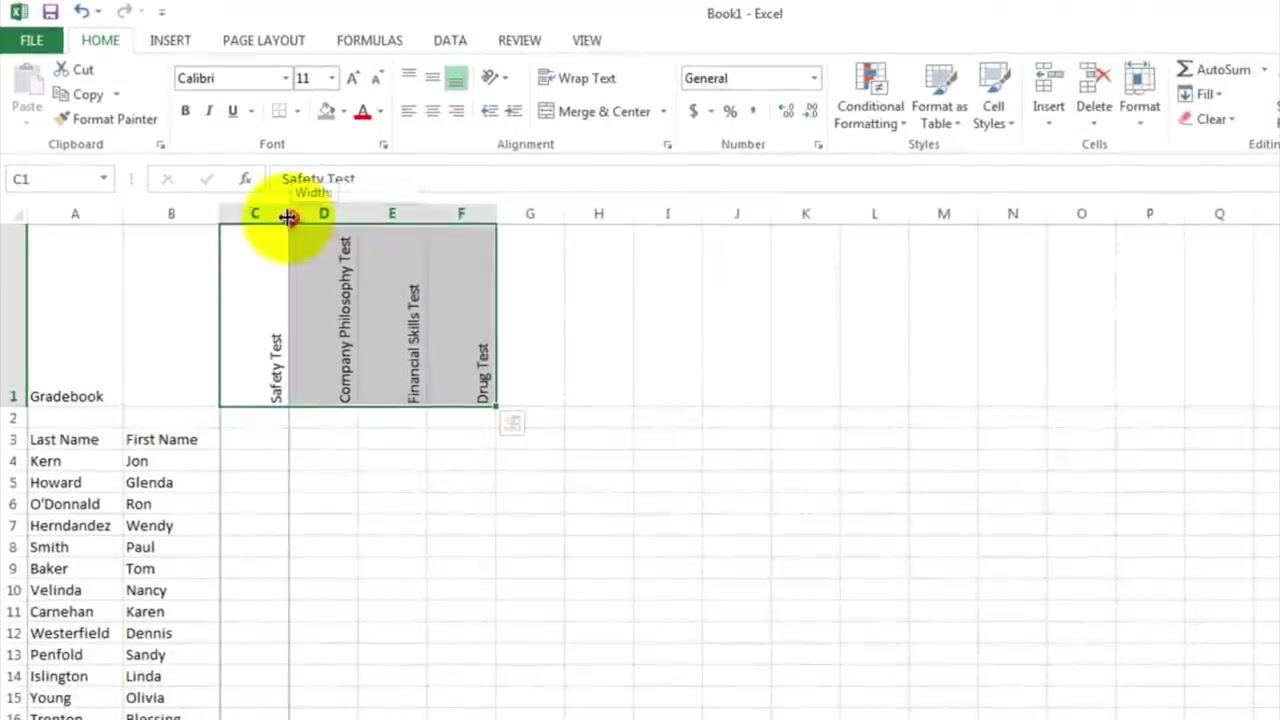 Book1 - Excel
FILE HOME INSERT PAGE LAYOUT FORMULAS DATA REVIEW VIEW
Paste
Cut
Copy
Format Painter
Clipboard
Calibri 11 A A
B I U A
Font
Wrap Text
Merge & Center
Alignment
General
$ % ,
Number
Conditional Formatting
Format as Table
Cell Styles
Styles
Insert
Delete
Format
Cells
AutoSum
Fill
Clear
C1 fx Safety Test
Width:
A B C D E F G H I J K L M N O P Q
1 Gradebook Safety Test Company Philosophy Test Financial Skills Test Drug Test
2
3 Last Name First Name
4 Kern Jon
5 Howard Glenda
6 O'Donnald Ron
7 Herndandez Wendy
8 Smith Paul
9 Baker Tom
10 Velinda Nancy
11 Carnehan Karen
12 Westerfield Dennis
13 Penfold Sandy
14 Islington Linda
15 Young Olivia
16 Trenton Blessing